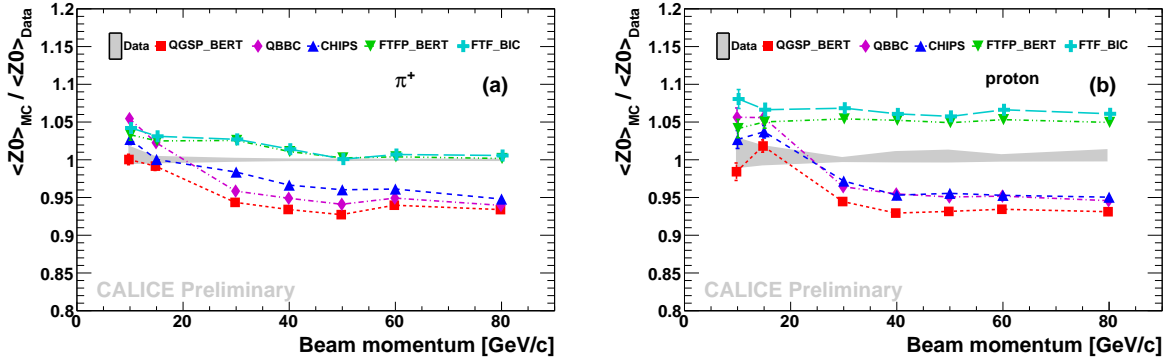 <Z0>MC / <Z0>Data
1.2
1.15
1.1
1.05
1
0.95
0.9
0.85
0.8
Data QGSP_BERT QBBC CHIPS FTFP_BERT FTF_BIC
π+ (a)
CALICE Preliminary
0 20 40 60 80
Beam momentum [GeV/c]
<Z0>MC / <Z0>Data
1.2
1.15
1.1
1.05
1
0.95
0.9
0.85
0.8
Data QGSP_BERT QBBC CHIPS FTFP_BERT FTF_BIC
proton (b)
CALICE Preliminary
0 20 40 60 80
Beam momentum [GeV/c]